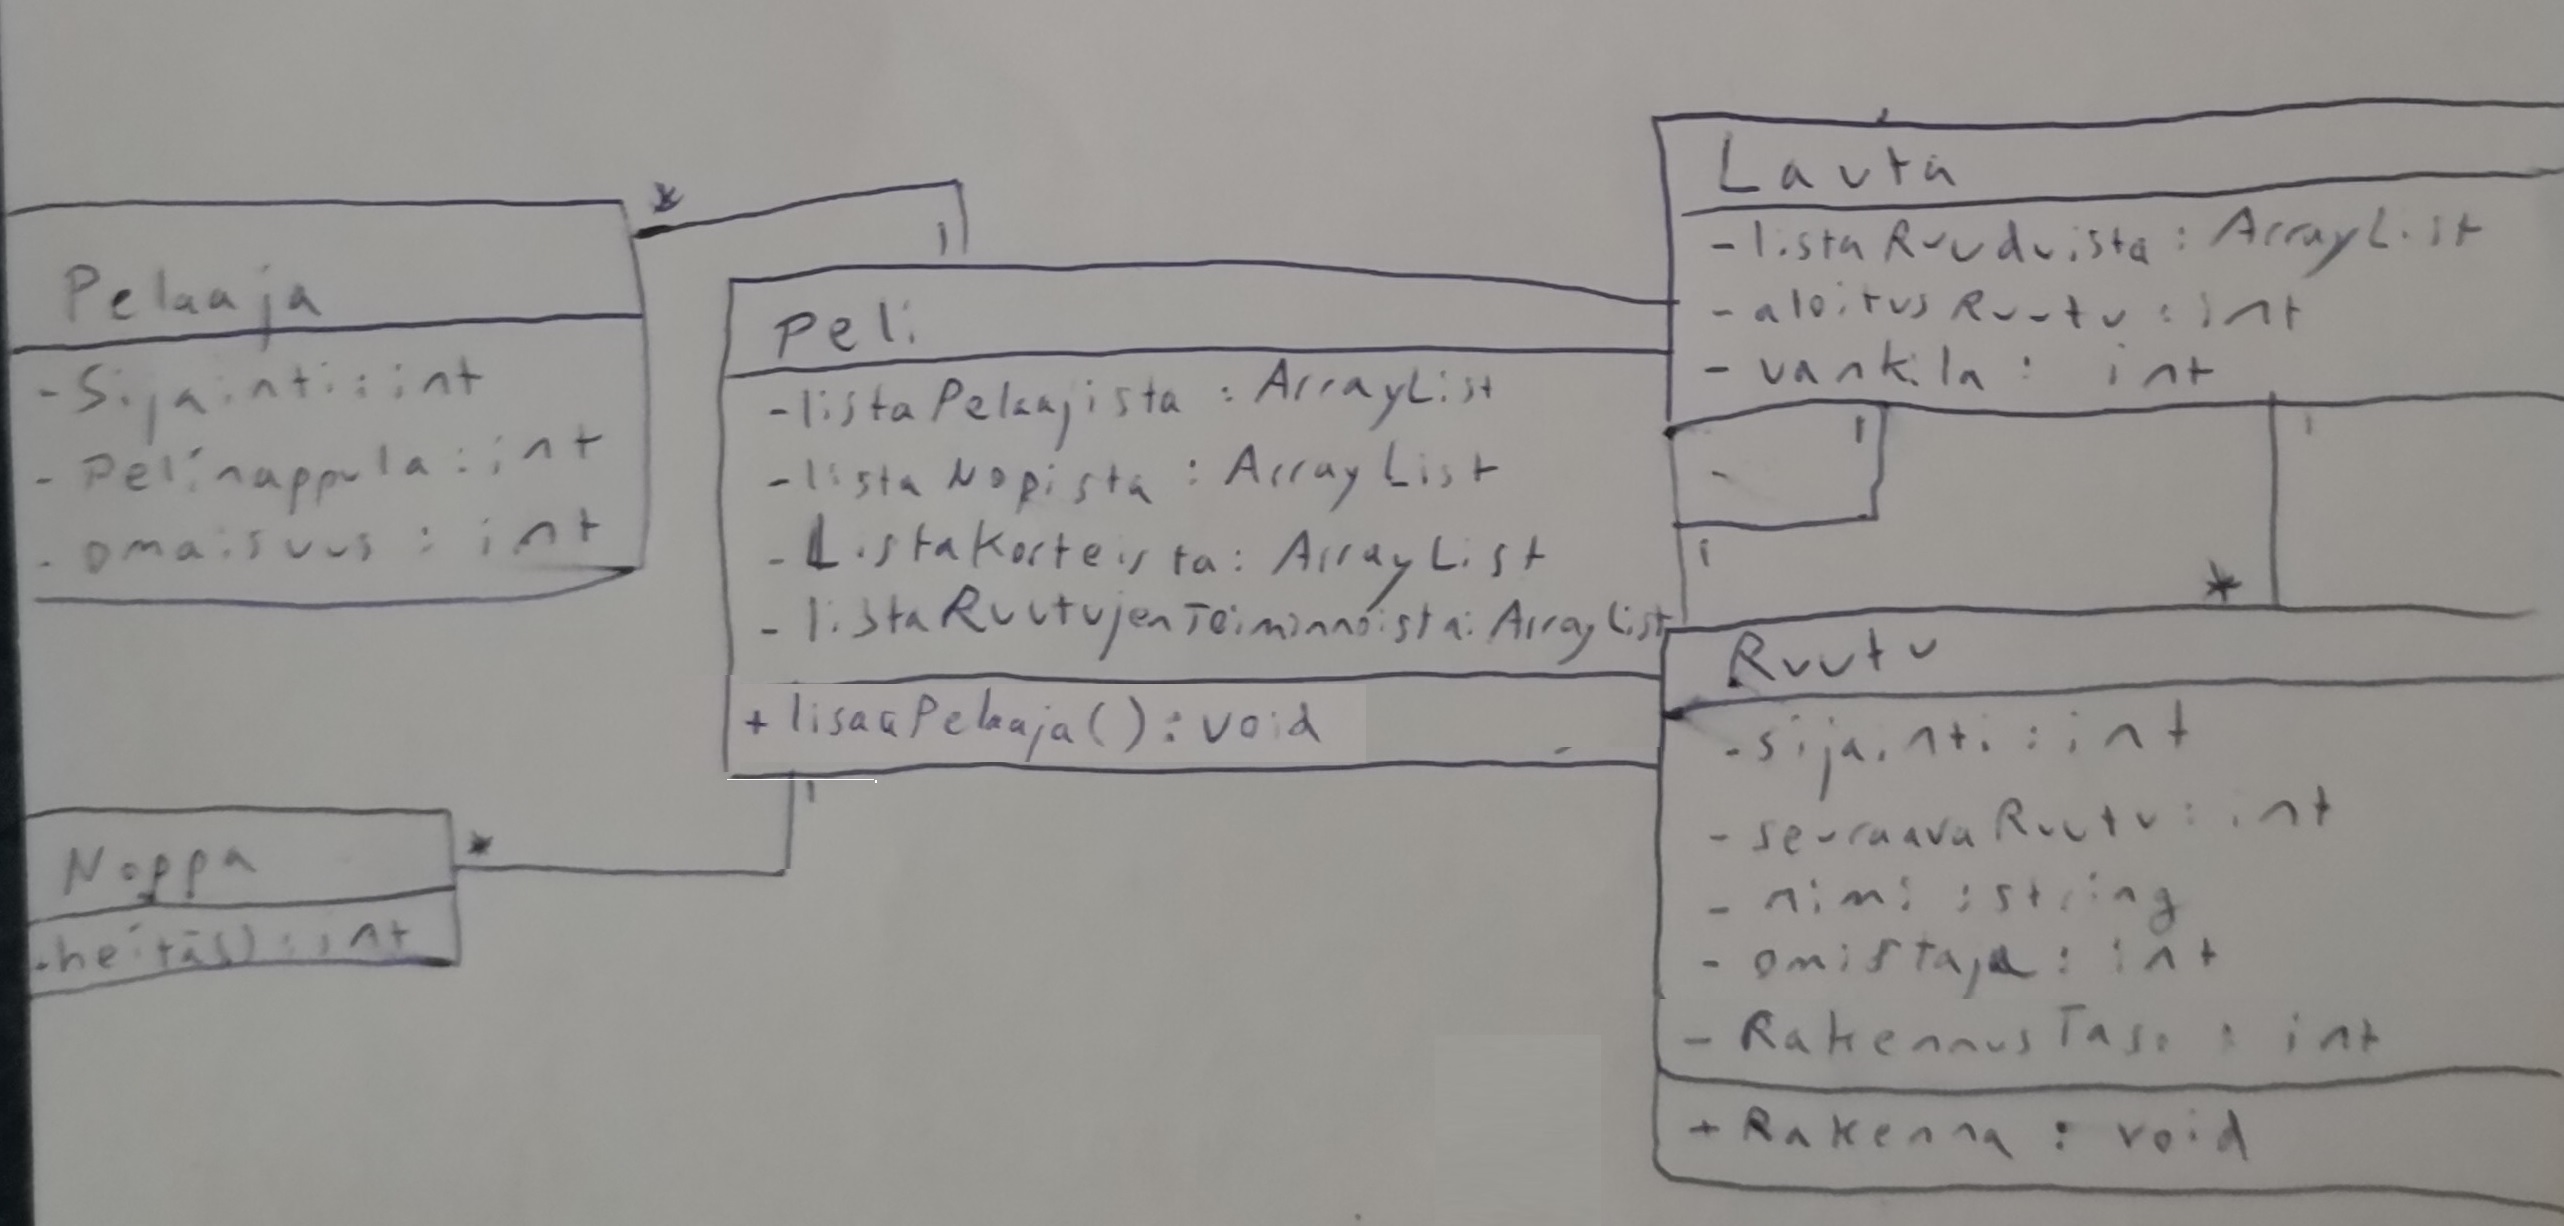 Pelaaja
- Sijainti : int
- Pelinappula : int
- omaisuus : int
*
1
Peli
- listaPelaajista : ArrayList
- listaNopista : ArrayList
- ListaKorteista : ArrayList
- listaRuutujenToiminnoista : ArrayList
+ lisaaPelaaja() : void
1
*
Noppa
- heitä() : int
Lauta
- listaRuuduista : ArrayList
- aloitusRuutu : int
- vankila : int
1
1
1
*
Ruutu
- sijainti : int
- seuraavaRuutu : int
- nimi : string
- omistaja : int
- RakennusTaso : int
+ Rakenna : void